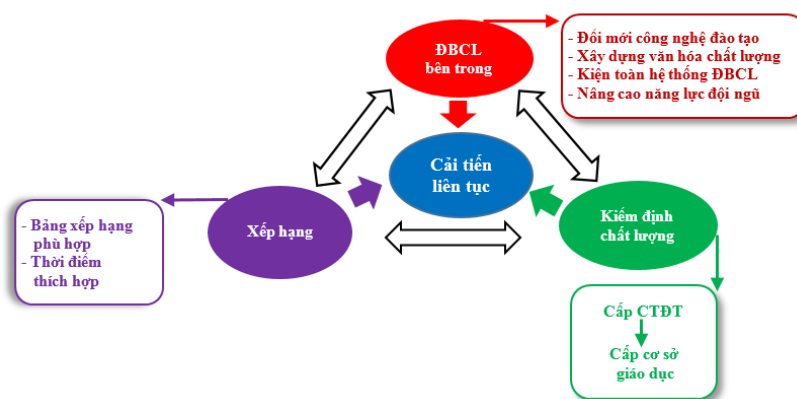 ĐBCL
bên trong
- Đổi mới công nghệ đào tạo
- Xây dựng văn hóa chất lượng
- Kiện toàn hệ thống ĐBCL
- Nâng cao năng lực đội ngũ
Cải tiến
liên tục
Xếp hạng
- Bảng xếp hạng
phù hợp
- Thời điểm
thích hợp
Kiểm định
chất lượng
Cấp CTĐT
Cấp cơ sở
giáo dục